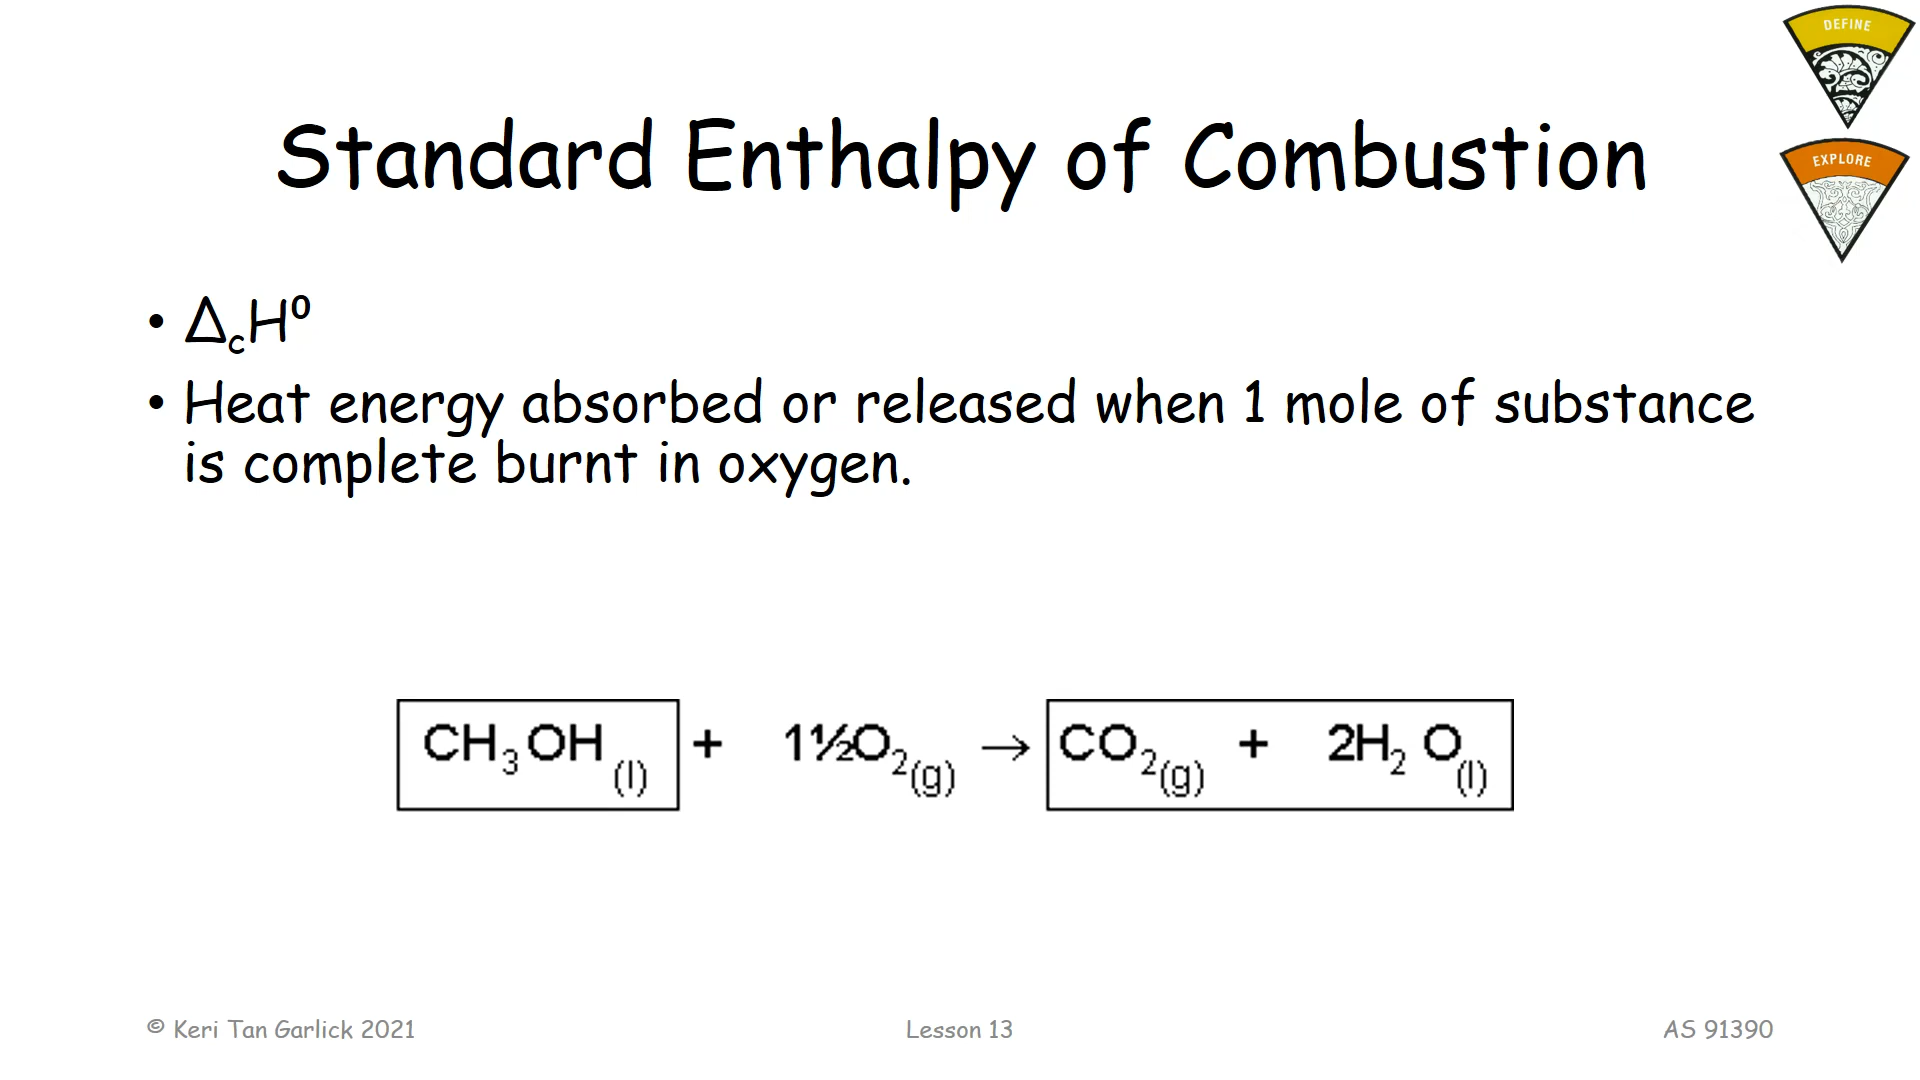 DEFINE
EXPLORE
Standard Enthalpy of Combustion
• ΔcH⁰
• Heat energy absorbed or released when 1 mole of substance
is complete burnt in oxygen.
CH₃OH(l) + 1½O₂(g) → CO₂(g) + 2H₂O(l)
© Keri Tan Garlick 2021
Lesson 13
AS 91390